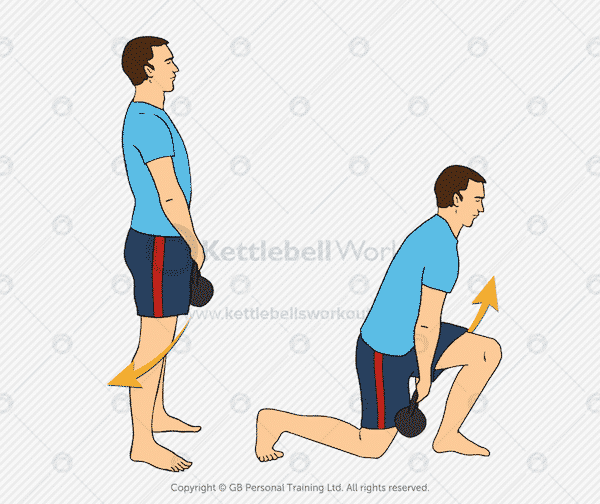 Kettlebell Work
www.kettlebellsworkou
Copyright © GB Personal Training Ltd. All rights reserved.